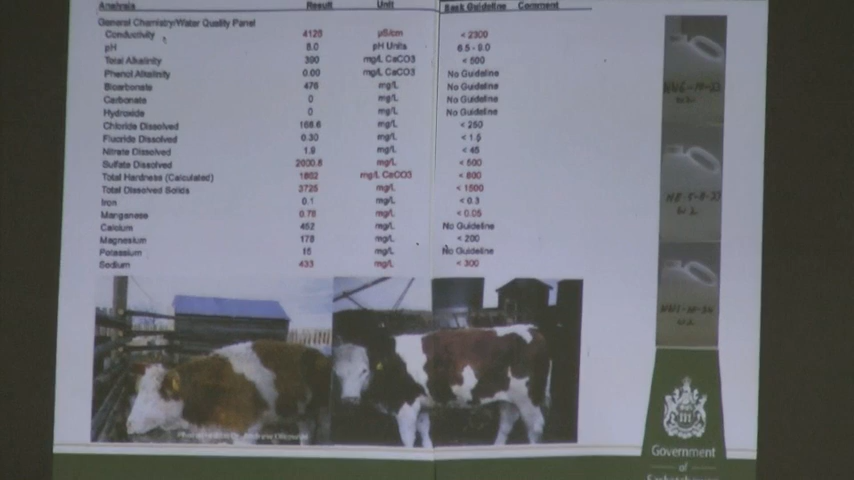 Analysis Result Unit Sask Guideline Comment
General Chemistry/Water Quality Panel
Conductivity 4125 µS/cm < 2300
pH 8.0 pH Units 6.5 - 9.0
Total Alkalinity 390 mg/L CaCO3 < 500
Phenol Alkalinity 0.00 mg/L CaCO3 No Guideline
Bicarbonate 476 mg/L No Guideline
Carbonate 0 mg/L No Guideline
Hydroxide 0 mg/L No Guideline
Chloride Dissolved 168.6 mg/L < 250
Fluoride Dissolved 0.30 mg/L < 1.5
Nitrate Dissolved 1.9 mg/L < 45
Sulfate Dissolved 2000.8 mg/L < 500
Total Hardness (Calculated) 1862 mg/L CaCO3 < 800
Total Dissolved Solids 3725 mg/L < 1500
Iron 0.1 mg/L < 0.3
Manganese 0.78 mg/L < 0.05
Calcium 452 mg/L No Guideline
Magnesium 178 mg/L < 200
Potassium 15 mg/L No Guideline
Sodium 433 mg/L < 300
Government
of